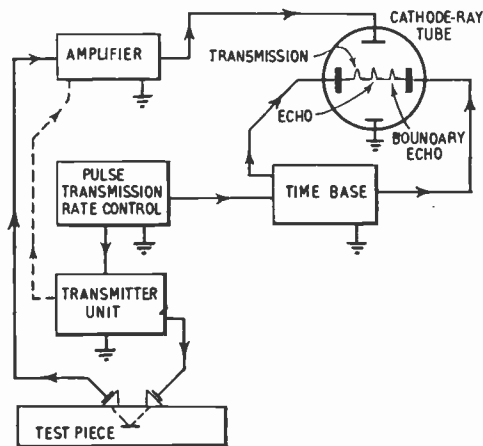 CATHODE-RAY
TUBE
AMPLIFIER
TRANSMISSION
ECHO
BOUNDARY
ECHO
PULSE
TRANSMISSION
RATE CONTROL
TIME BASE
TRANSMITTER
UNIT
TEST PIECE